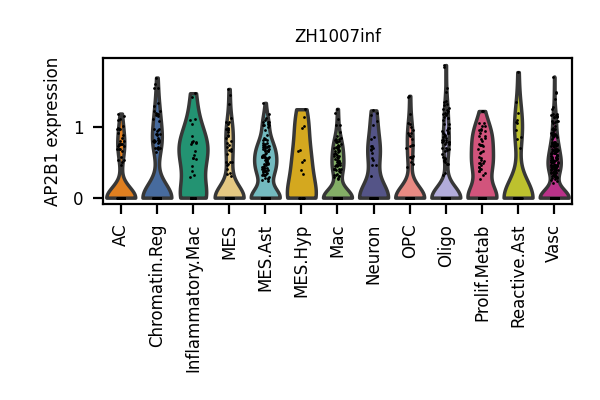 ZH1007inf
AP2B1 expression
1
0
AC
Chromatin.Reg
Inflammatory.Mac
MES
MES.Ast
MES.Hyp
Mac
Neuron
OPC
Oligo
Prolif.Metab
Reactive.Ast
Vasc